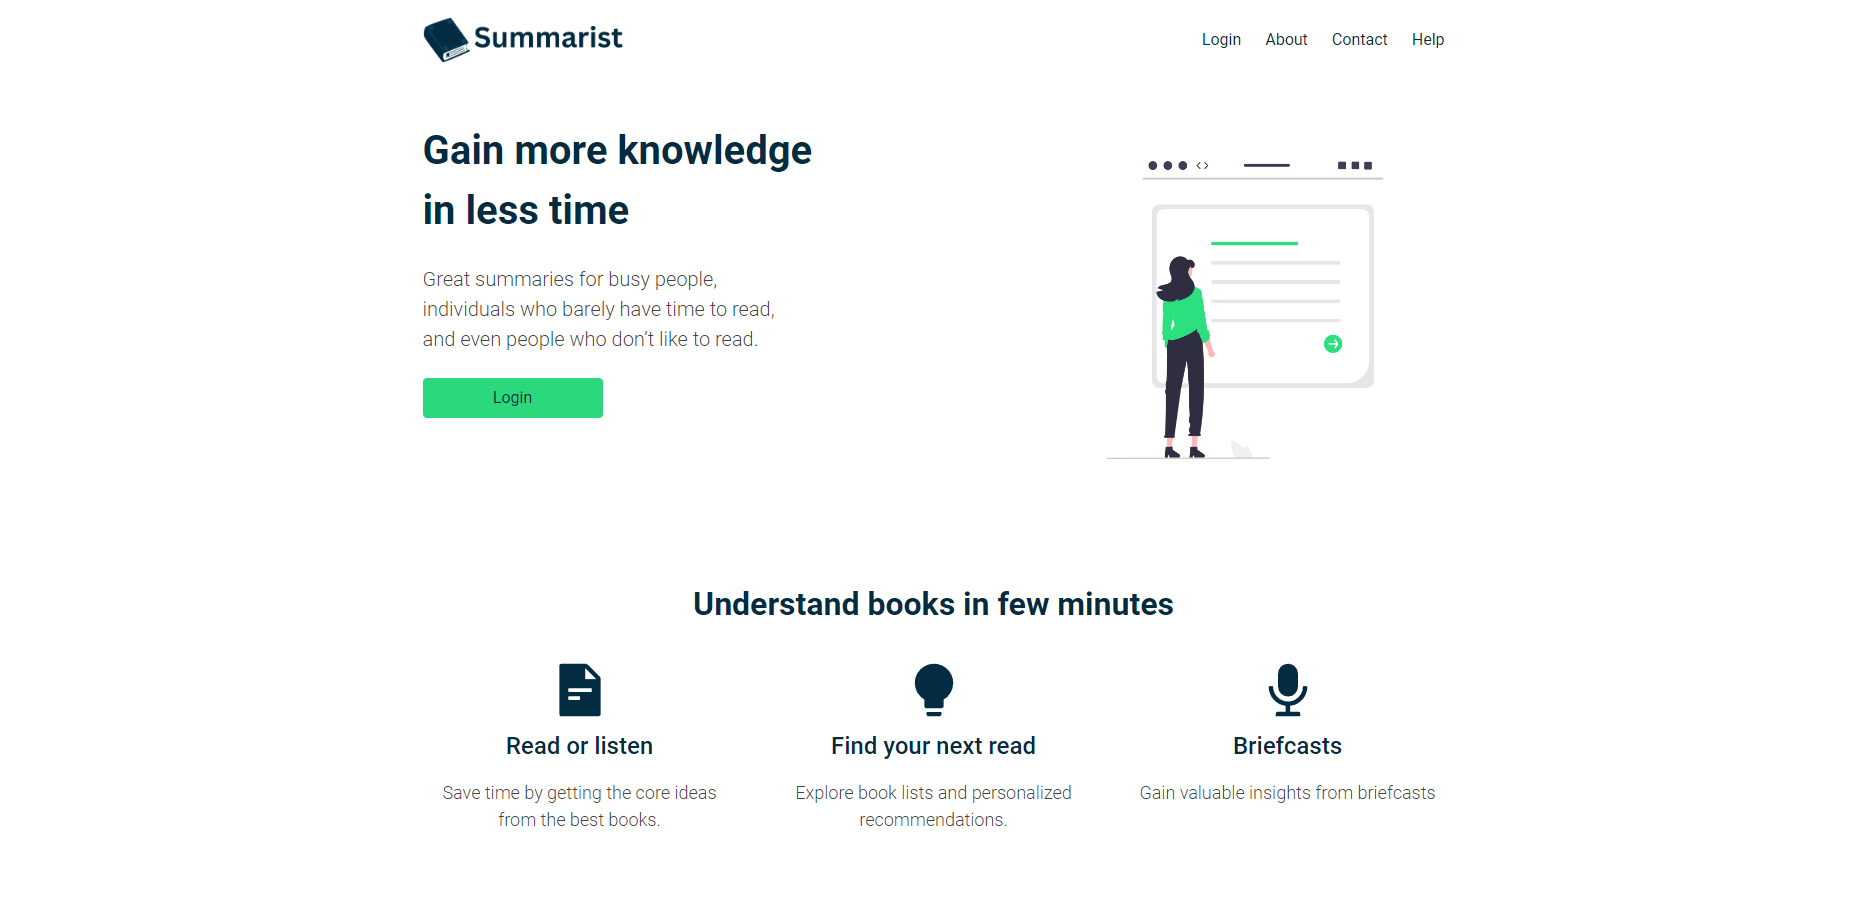 Summarist
Login About Contact Help
Gain more knowledge
in less time
Great summaries for busy people,
individuals who barely have time to read,
and even people who don’t like to read.
Login
Understand books in few minutes
Read or listen
Save time by getting the core ideas
from the best books.
Find your next read
Explore book lists and personalized
recommendations.
Briefcasts
Gain valuable insights from briefcasts